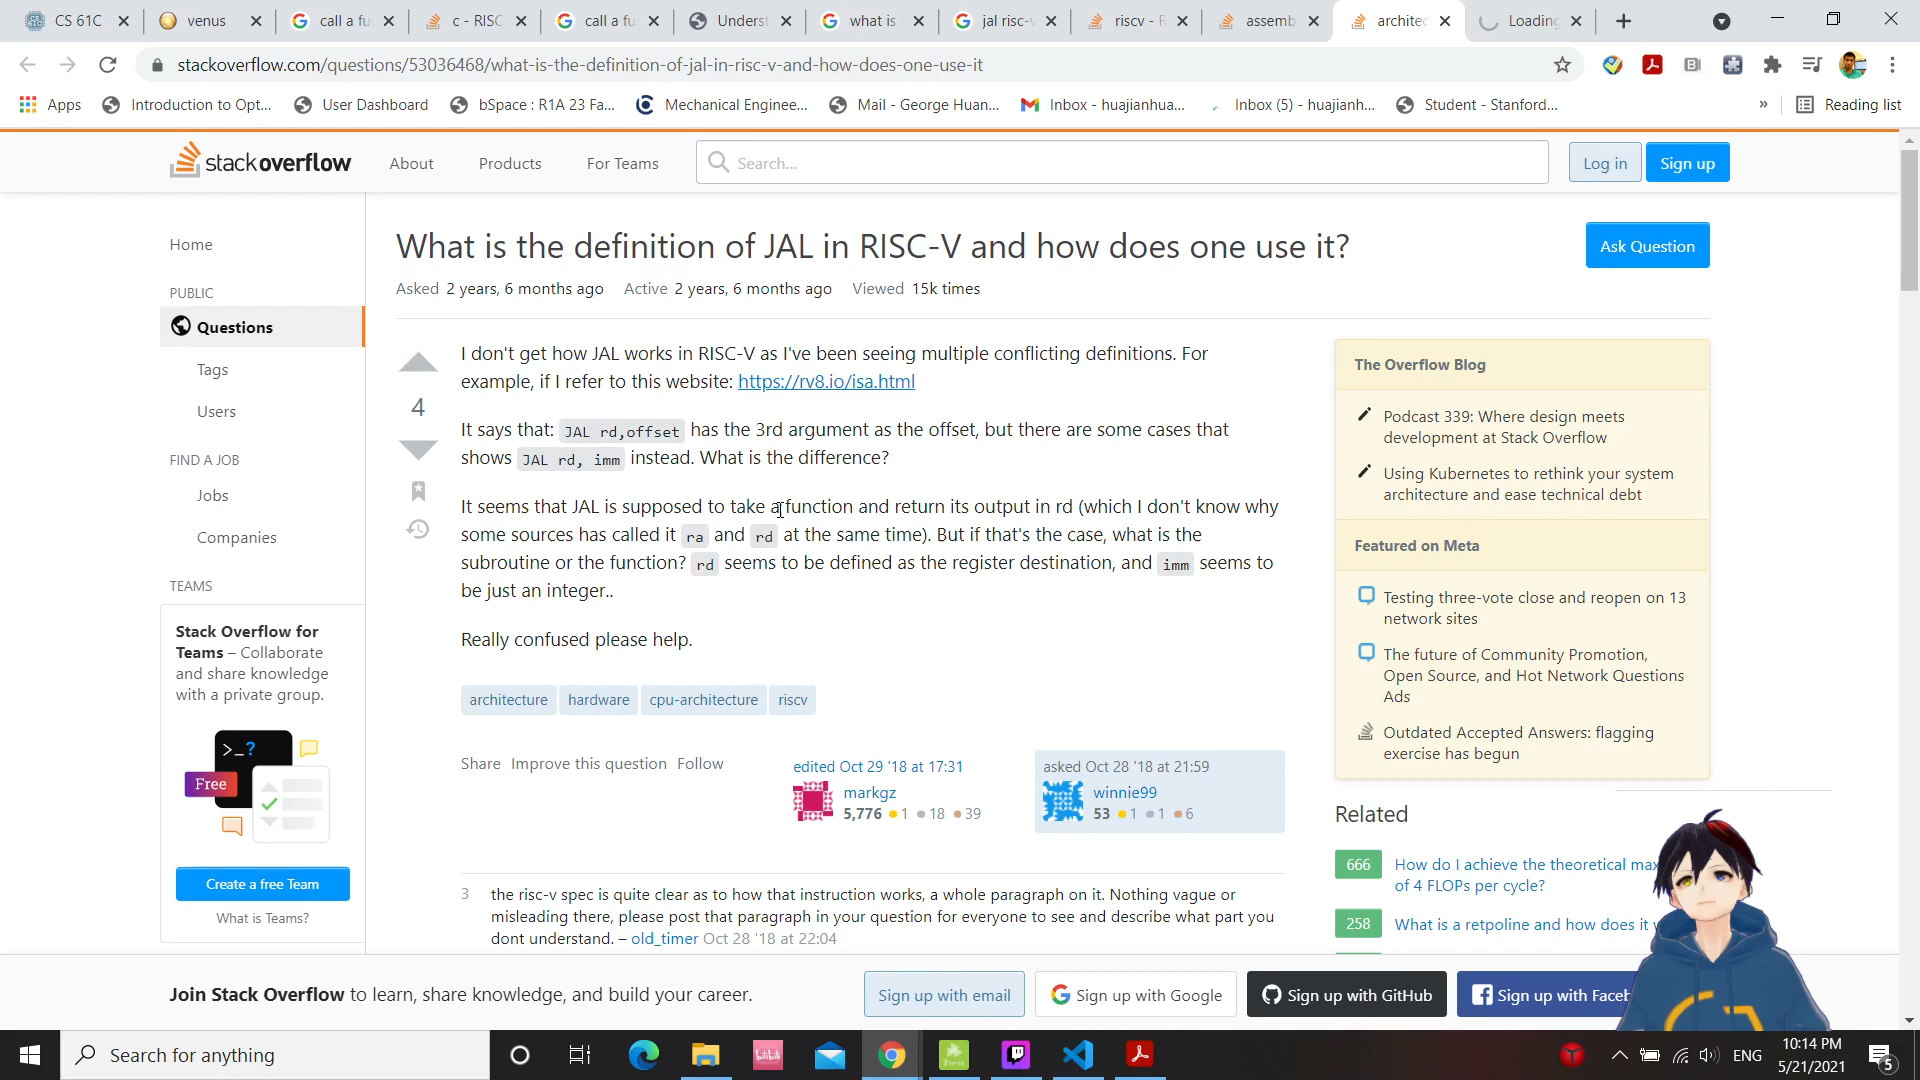 CS 61C
venus
call a fu
c - RISC
call a fu
Underst
what is
jal risc-v
riscv - R
assemb
architec
Loading
stackoverflow.com/questions/53036468/what-is-the-definition-of-jal-in-risc-v-and-how-does-one-use-it
Apps
Introduction to Opt...
User Dashboard
bSpace : R1A 23 Fa...
Mechanical Enginee...
Mail - George Huan...
Inbox - huajianhua...
Inbox (5) - huajianh...
Student - Stanford...
»
Reading list
stackoverflow
About
Products
For Teams
Search...
Log in
Sign up
Home
PUBLIC
Questions
Tags
Users
FIND A JOB
Jobs
Companies
TEAMS
Stack Overflow for
Teams – Collaborate
and share knowledge
with a private group.
>_?
Free
Create a free Team
What is Teams?
What is the definition of JAL in RISC-V and how does one use it?
Ask Question
Asked 2 years, 6 months ago Active 2 years, 6 months ago Viewed 15k times
4
I don't get how JAL works in RISC-V as I've been seeing multiple conflicting definitions. For
example, if I refer to this website: https://rv8.io/isa.html
It says that: JAL rd,offset has the 3rd argument as the offset, but there are some cases that
shows JAL rd, imm instead. What is the difference?
It seems that JAL is supposed to take a function and return its output in rd (which I don't know why
some sources has called it ra and rd at the same time). But if that's the case, what is the
subroutine or the function? rd seems to be defined as the register destination, and imm seems to
be just an integer..
Really confused please help.
architecture hardware cpu-architecture riscv
Share Improve this question Follow
edited Oct 29 '18 at 17:31
markgz
5,776 1 18 39
asked Oct 28 '18 at 21:59
winnie99
53 1 1 6
3
the risc-v spec is quite clear as to how that instruction works, a whole paragraph on it. Nothing vague or
misleading there, please post that paragraph in your question for everyone to see and describe what part you
dont understand. – old_timer Oct 28 '18 at 22:04
The Overflow Blog
Podcast 339: Where design meets
development at Stack Overflow
Using Kubernetes to rethink your system
architecture and ease technical debt
Featured on Meta
Testing three-vote close and reopen on 13
network sites
The future of Community Promotion,
Open Source, and Hot Network Questions
Ads
Outdated Accepted Answers: flagging
exercise has begun
Related
666
How do I achieve the theoretical max
of 4 FLOPs per cycle?
258
What is a retpoline and how does it
Join Stack Overflow to learn, share knowledge, and build your career.
Sign up with email
Sign up with Google
Sign up with GitHub
Sign up with Faceb
Search for anything
ENG
10:14 PM
5/21/2021
5